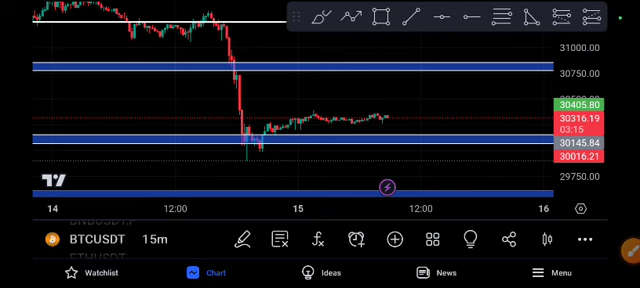 31000.00
30750.00
30405.80
30316.19
03:15
30145.84
30016.21
29750.00
14
12:00
15
12:00
16
BTCUSDT 15m
Watchlist
Chart
Ideas
News
Menu